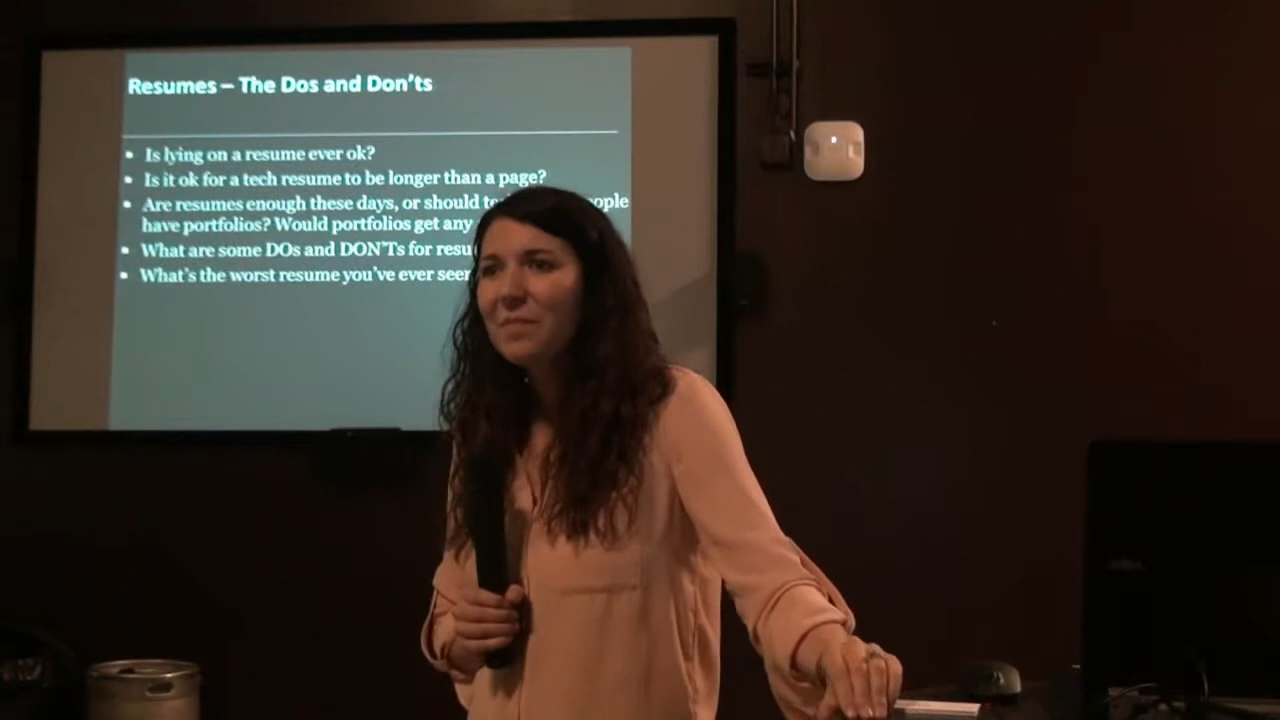 Resumes – The Dos and Don'ts
• Is lying on a resume ever ok?
• Is it ok for a tech resume to be longer than a page?
• Are resumes enough these days, or should
have portfolios? Would portfolios get any
• What are some DOs and DON'Ts for
• What's the worst resume you've ever